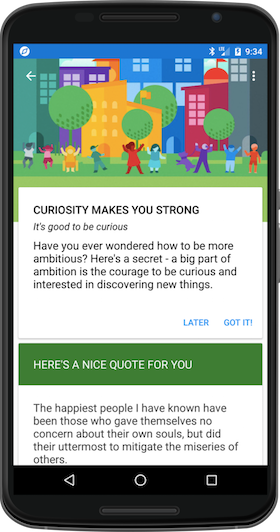 LTE 9:34
CURIOSITY MAKES YOU STRONG
It's good to be curious
Have you ever wondered how to be more
ambitious? Here's a secret - a big part of
ambition is the courage to be curious and
interested in discovering new things.
LATER GOT IT!
HERE'S A NICE QUOTE FOR YOU
The happiest people I have known have
been those who gave themselves no
concern about their own souls, but did
their uttermost to mitigate the miseries of
others.